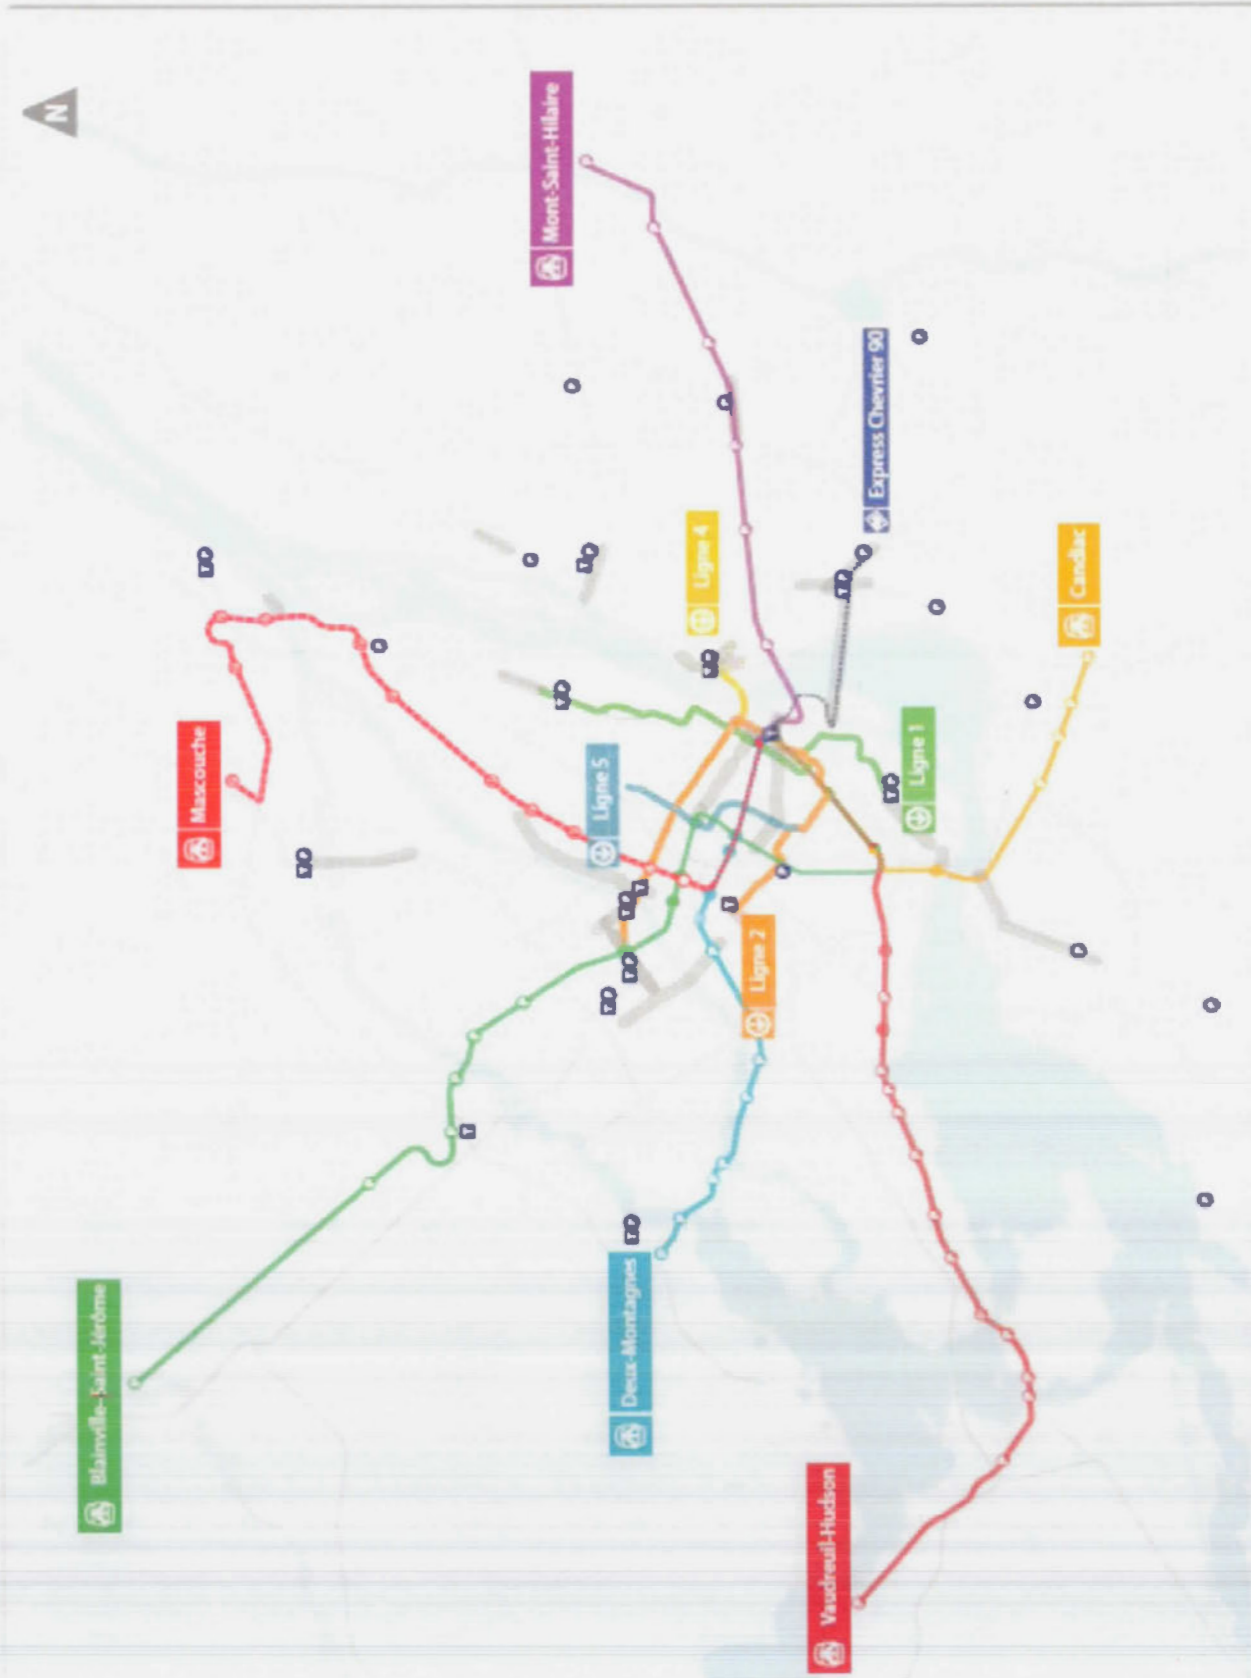 N
Mont-Saint-Hilaire
Mascouche
Express Chevrier 90
Ligne 4
Candiac
Ligne 5
Ligne 1
Ligne 2
Blainville-Saint-Jérôme
Deux-Montagnes
Vaudreuil-Hudson